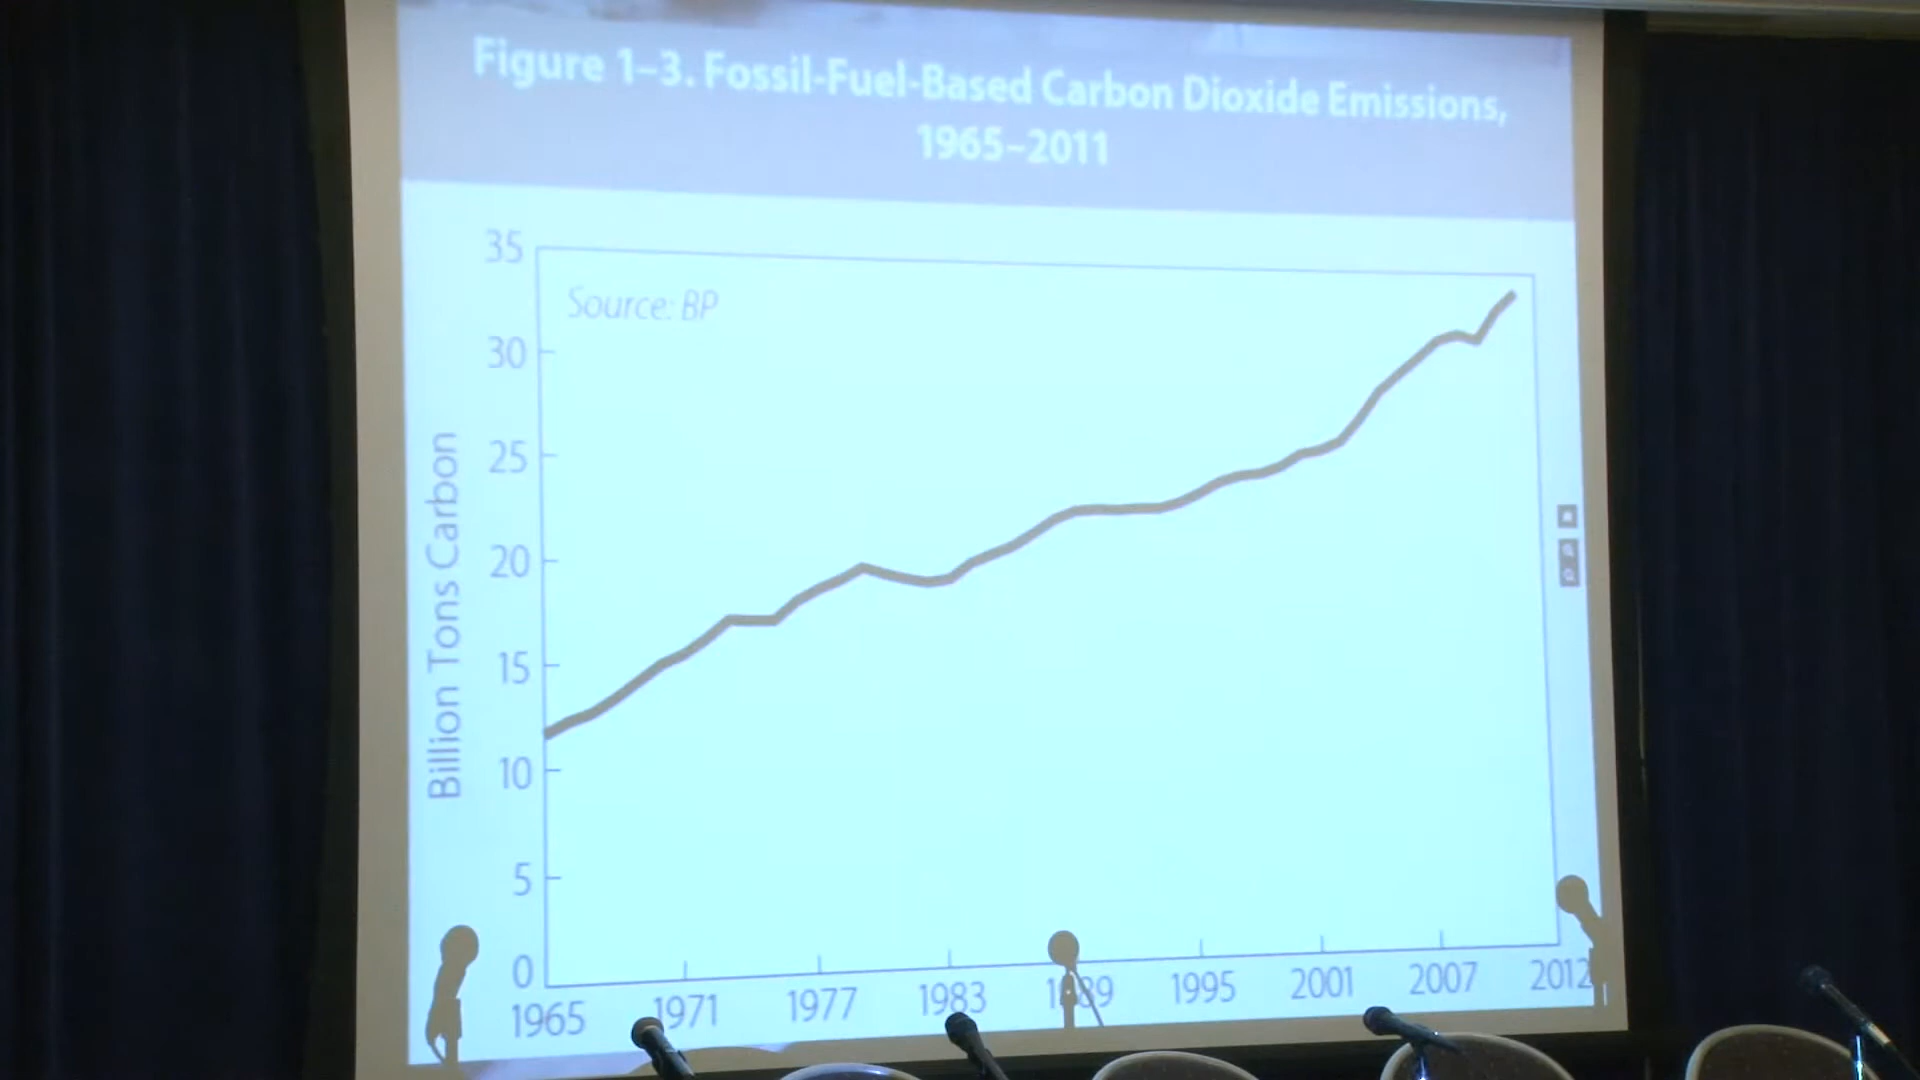 Figure 1–3. Fossil-Fuel-Based Carbon Dioxide Emissions,
1965–2011
35
Source: BP
30
25
20
15
10
5
0
Billion Tons Carbon
1965 1971 1977 1983 1989 1995 2001 2007 2012